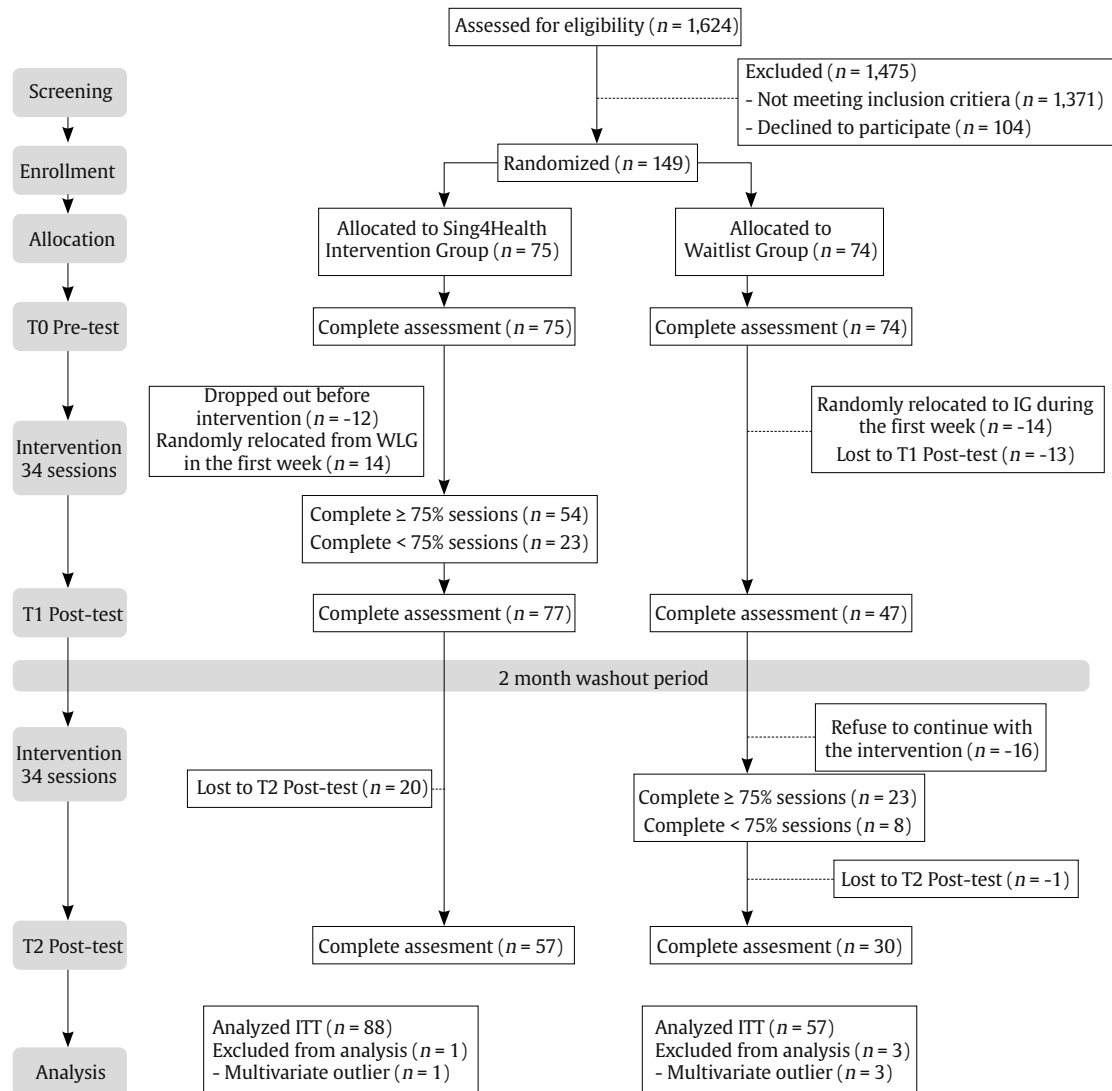 Assessed for eligibility (n = 1,624)
Screening
Excluded (n = 1,475)
- Not meeting inclusion critiera (n = 1,371)
- Declined to participate (n = 104)
Enrollment
Randomized (n = 149)
Allocation
Allocated to Sing4Health
Intervention Group (n = 75)
Allocated to
Waitlist Group (n = 74)
T0 Pre-test
Complete assessment (n = 75)
Complete assessment (n = 74)
Intervention
34 sessions
Dropped out before
intervention (n = -12)
Randomly relocated from WLG
in the first week (n = 14)
Randomly relocated to IG during
the first week (n = -14)
Lost to T1 Post-test (n = -13)
Complete ≥ 75% sessions (n = 54)
Complete < 75% sessions (n = 23)
T1 Post-test
Complete assessment (n = 77)
Complete assessment (n = 47)
2 month washout period
Intervention
34 sessions
Refuse to continue with
the intervention (n = -16)
Lost to T2 Post-test (n = 20)
Complete ≥ 75% sessions (n = 23)
Complete < 75% sessions (n = 8)
Lost to T2 Post-test (n = -1)
T2 Post-test
Complete assesment (n = 57)
Complete assesment (n = 30)
Analysis
Analyzed ITT (n = 88)
Excluded from analysis (n = 1)
- Multivariate outlier (n = 1)
Analyzed ITT (n = 57)
Excluded from analysis (n = 3)
- Multivariate outlier (n = 3)